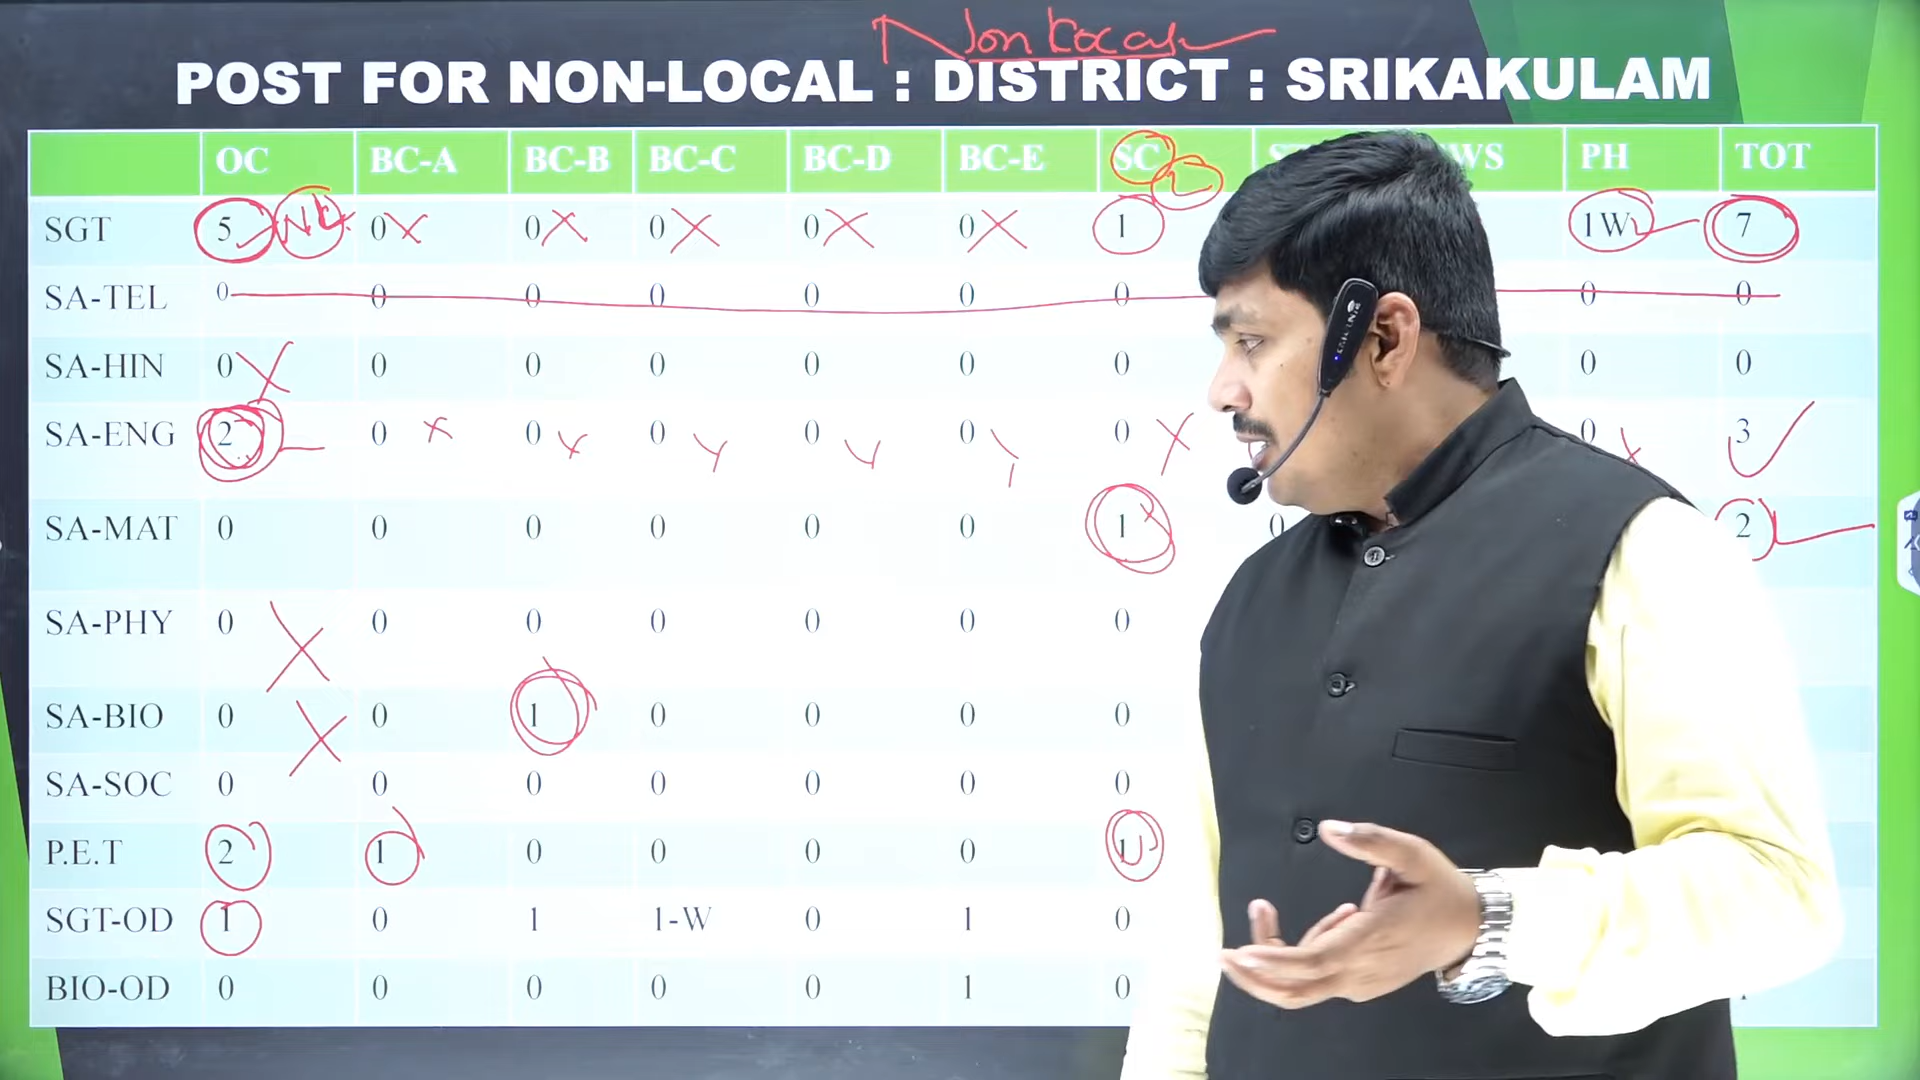 Non Local
POST FOR NON-LOCAL : DISTRICT : SRIKAKULAM
OC BC-A BC-B BC-C BC-D BC-E SC WS PH TOT
SGT 5 NL 0 0 0 0 0 1 1W 7
SA-TEL 0 0 0 0 0 0 0 0 0
SA-HIN 0 0 0 0 0 0 0 0 0
SA-ENG 2 0 0 0 0 0 0 0 3
SA-MAT 0 0 0 0 0 0 1 0 2
SA-PHY 0 0 0 0 0 0 0
SA-BIO 0 0 1 0 0 0 0
SA-SOC 0 0 0 0 0 0 0
P.E.T 2 1 0 0 0 0 1
SGT-OD 1 0 1 1-W 0 1 0
BIO-OD 0 0 0 0 0 1 0